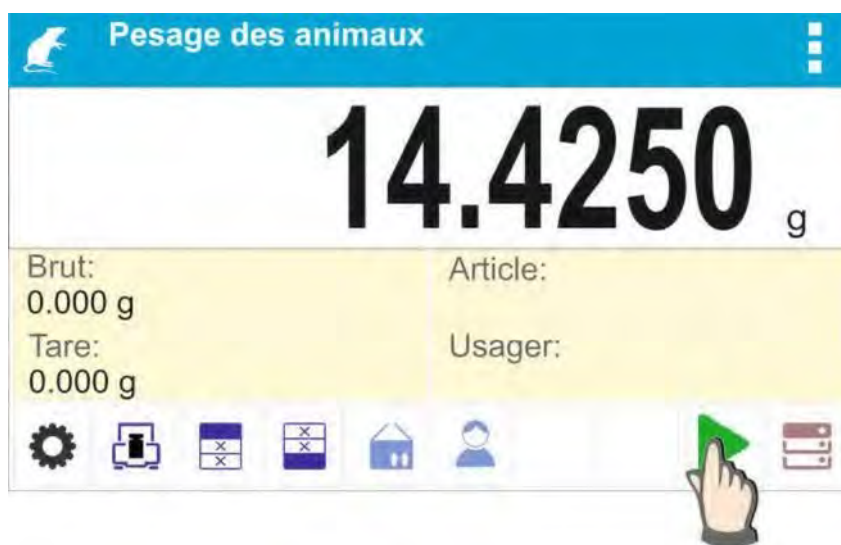 Pesage des animaux
14.4250 g
Brut:
0.000 g
Tare:
0.000 g
Article:
Usager: